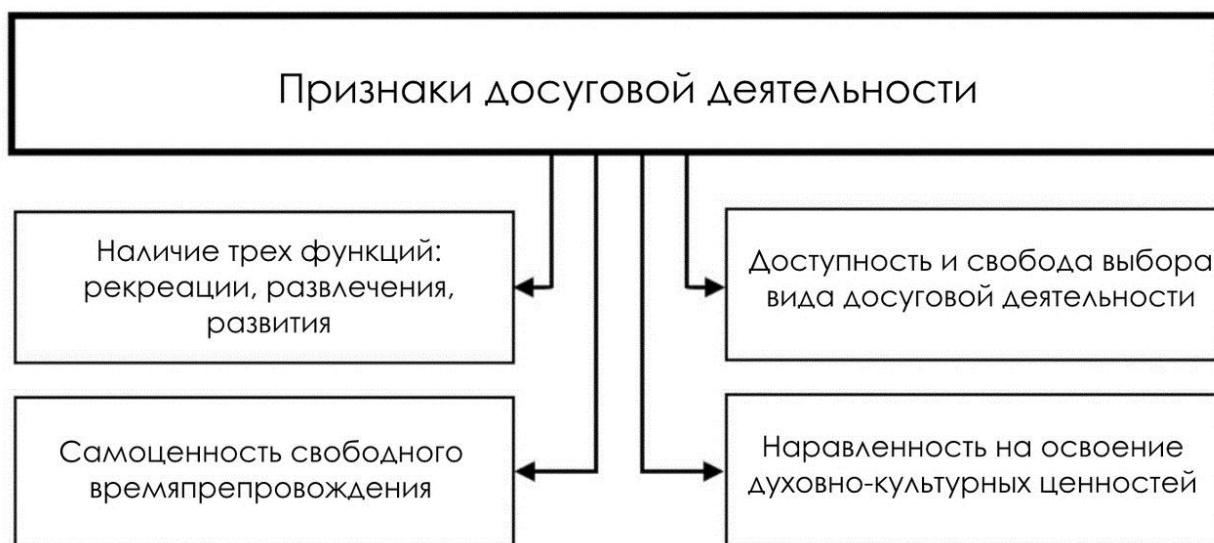 Признаки досуговой деятельности
Наличие трех функций:
рекреации, развлечения,
развития
Доступность и свобода выбора
вида досуговой деятельности
Самоценность свободного
времяпрепровождения
Наравленность на освоение
духовно-культурных ценностей